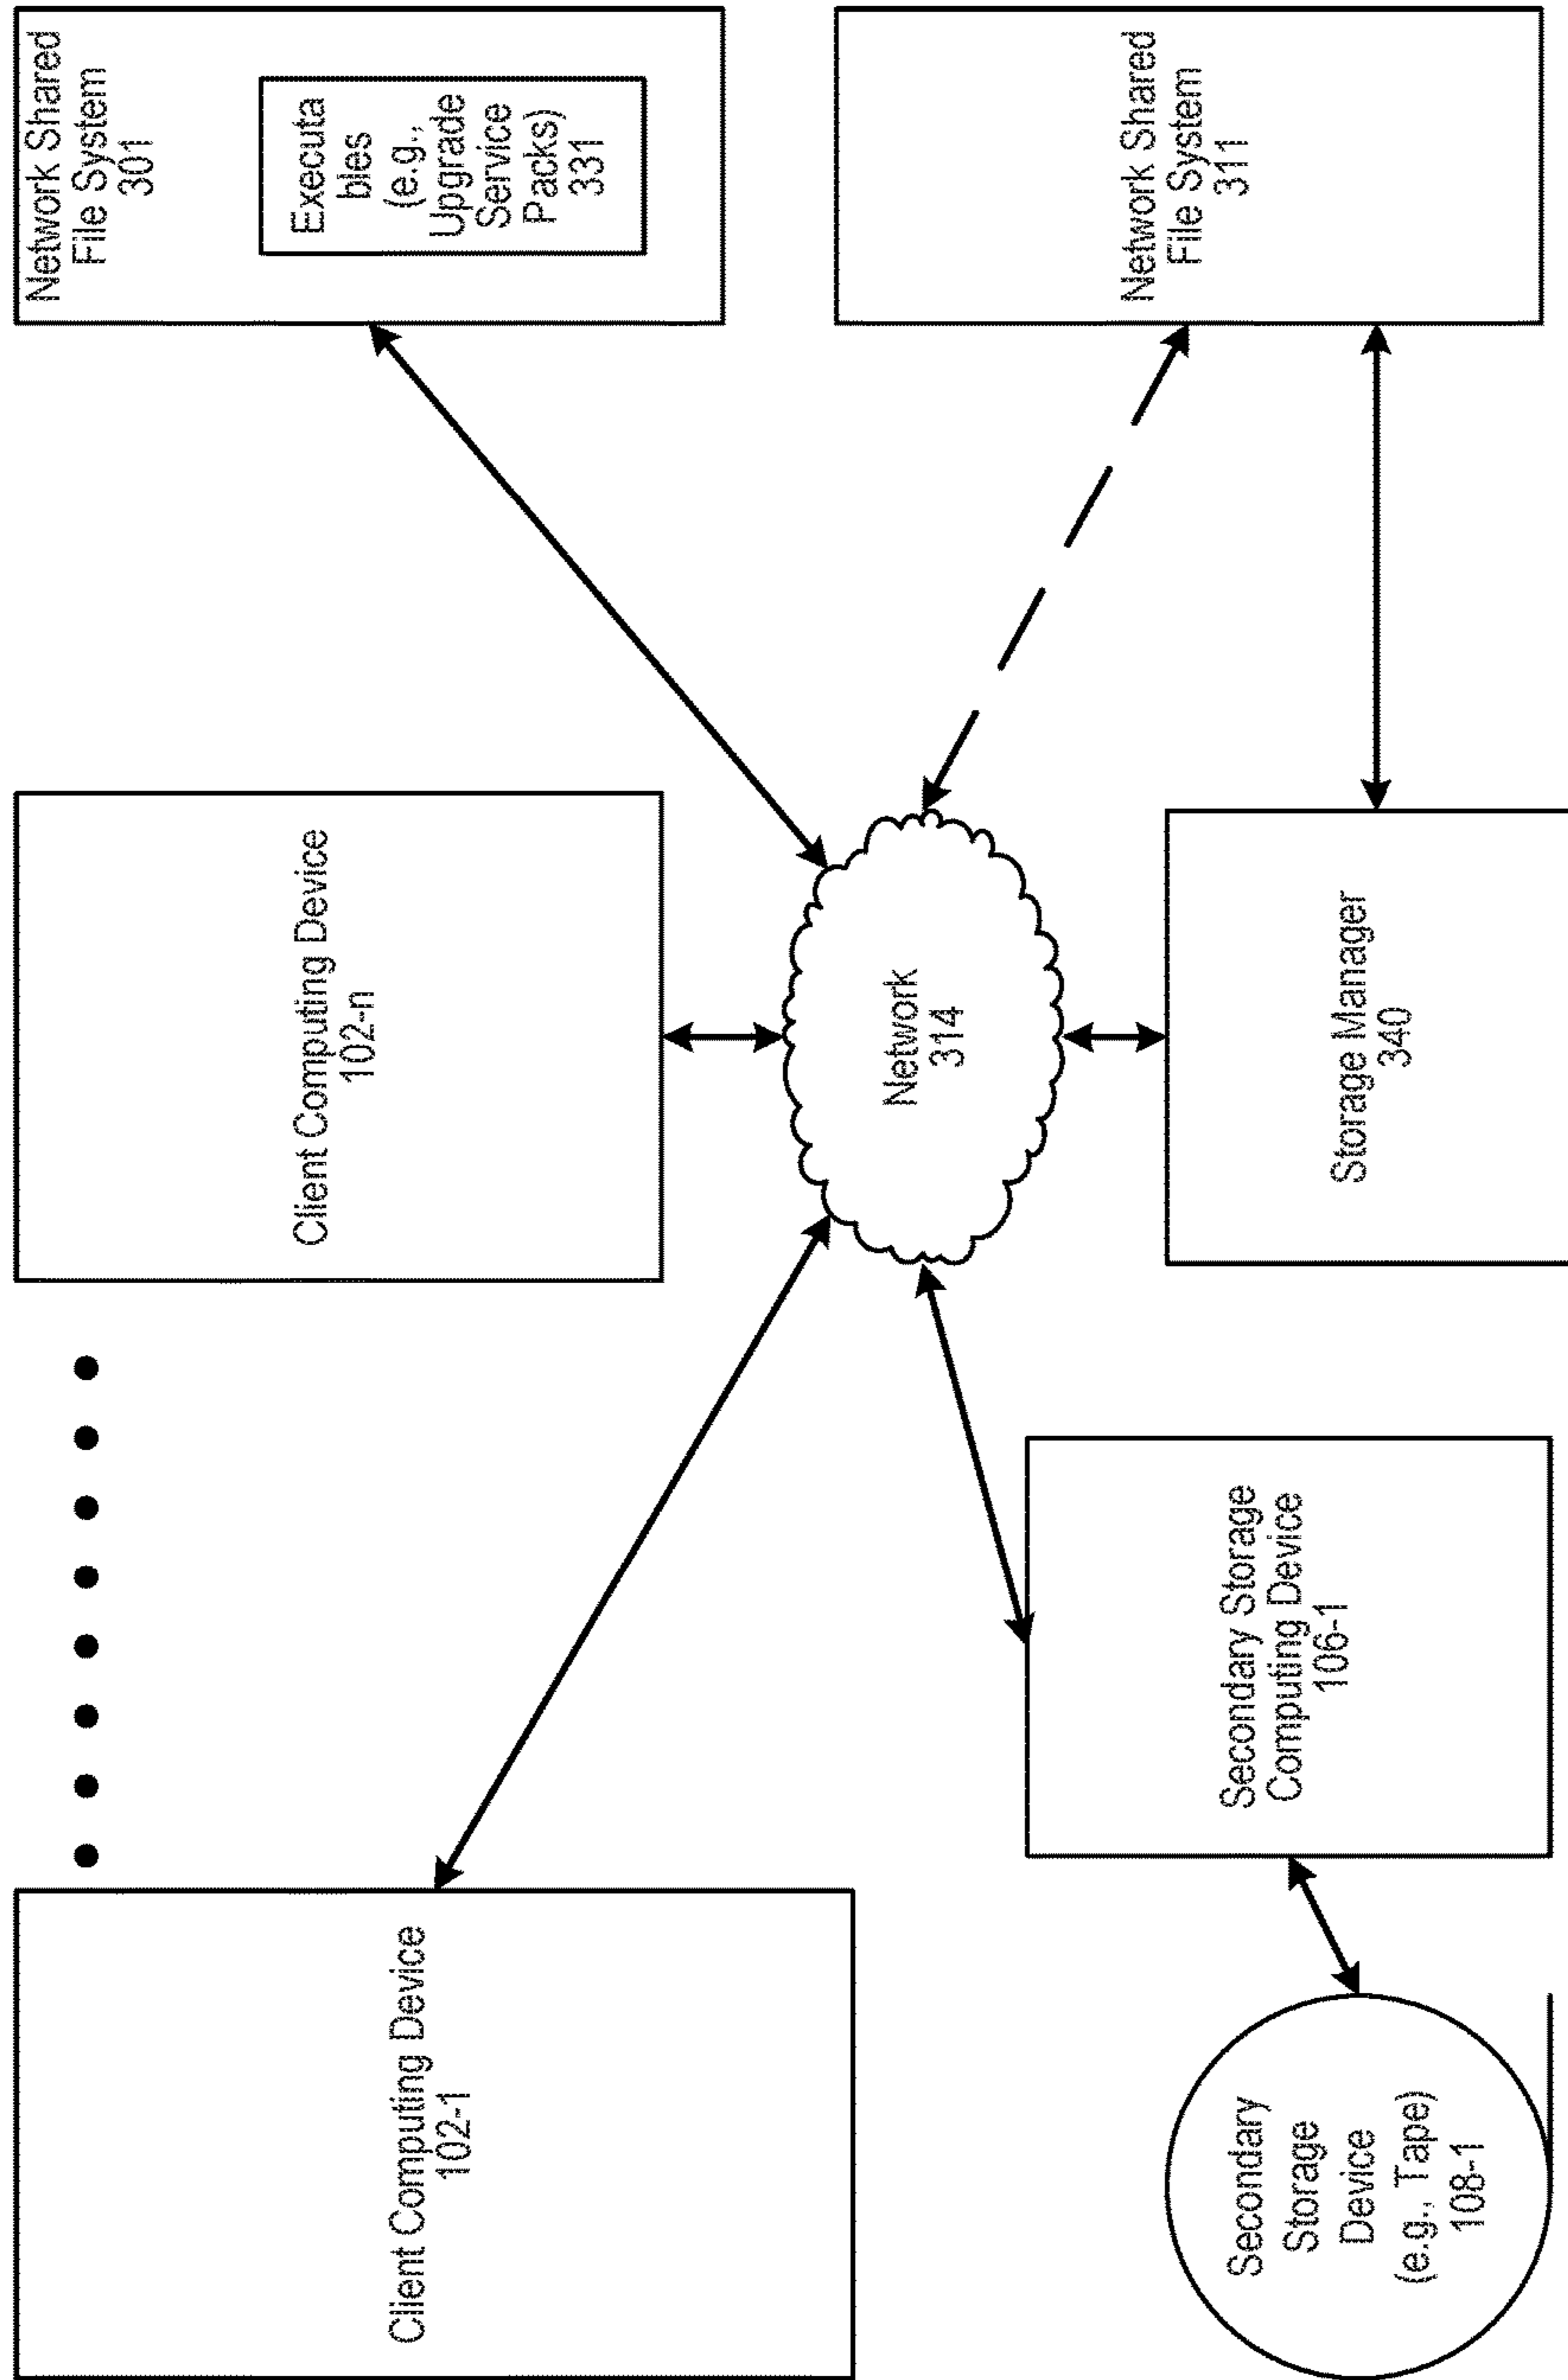 Client Computing Device
102-1
Client Computing Device
102-n
Network Shared
File System
301
Executa
bles
(e.g.,
Upgrade
Service
Packs)
331
Network
314
Secondary
Storage
Device
(e.g., Tape)
108-1
Secondary Storage
Computing Device
106-1
Storage Manager
340
Network Shared
File System
311